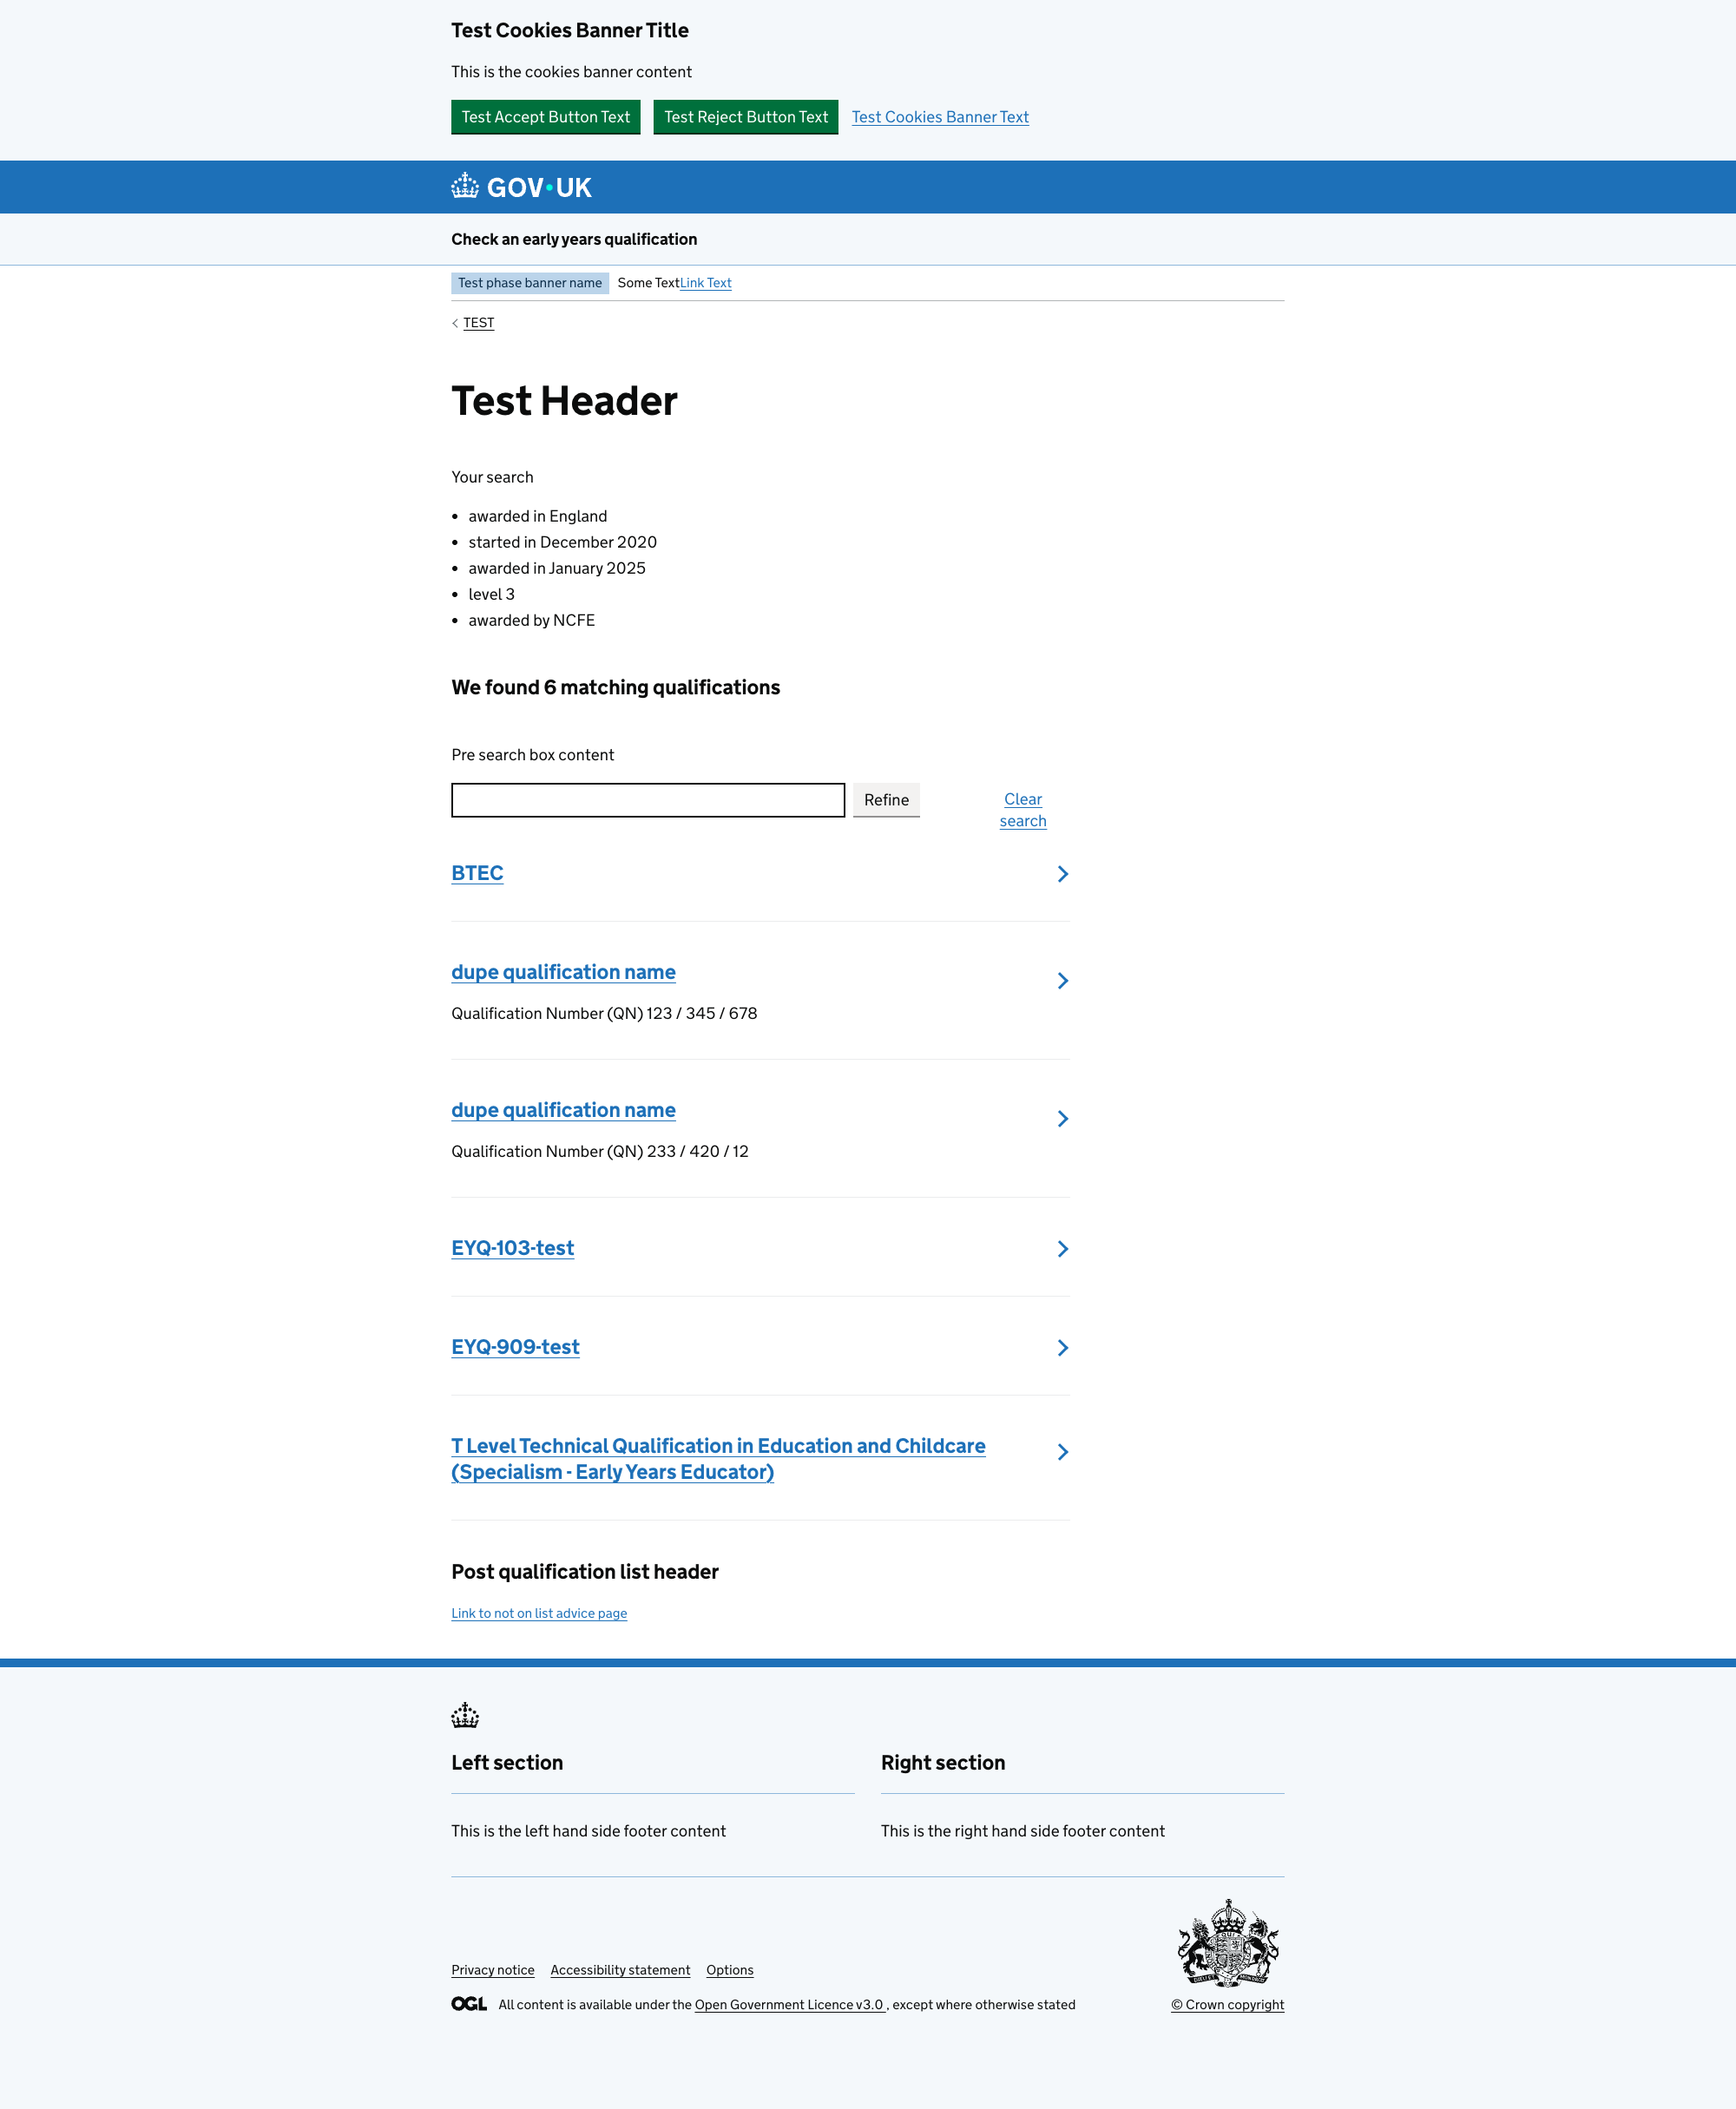 Test Cookies Banner Title
This is the cookies banner content
Test Accept Button Text Test Reject Button Text Test Cookies Banner Text
GOV·UK
Check an early years qualification
Test phase banner name Some TextLink Text
TEST
Test Header
Your search
• awarded in England
• started in December 2020
• awarded in January 2025
• level 3
• awarded by NCFE
We found 6 matching qualifications
Pre search box content
Refine Clear
search
BTEC
dupe qualification name
Qualification Number (QN) 123 / 345 / 678
dupe qualification name
Qualification Number (QN) 233 / 420 / 12
EYQ-103-test
EYQ-909-test
T Level Technical Qualification in Education and Childcare
(Specialism - Early Years Educator)
Post qualification list header
Link to not on list advice page
Left section
This is the left hand side footer content
Right section
This is the right hand side footer content
Privacy notice Accessibility statement Options
OGL All content is available under the Open Government Licence v3.0 , except where otherwise stated
© Crown copyright